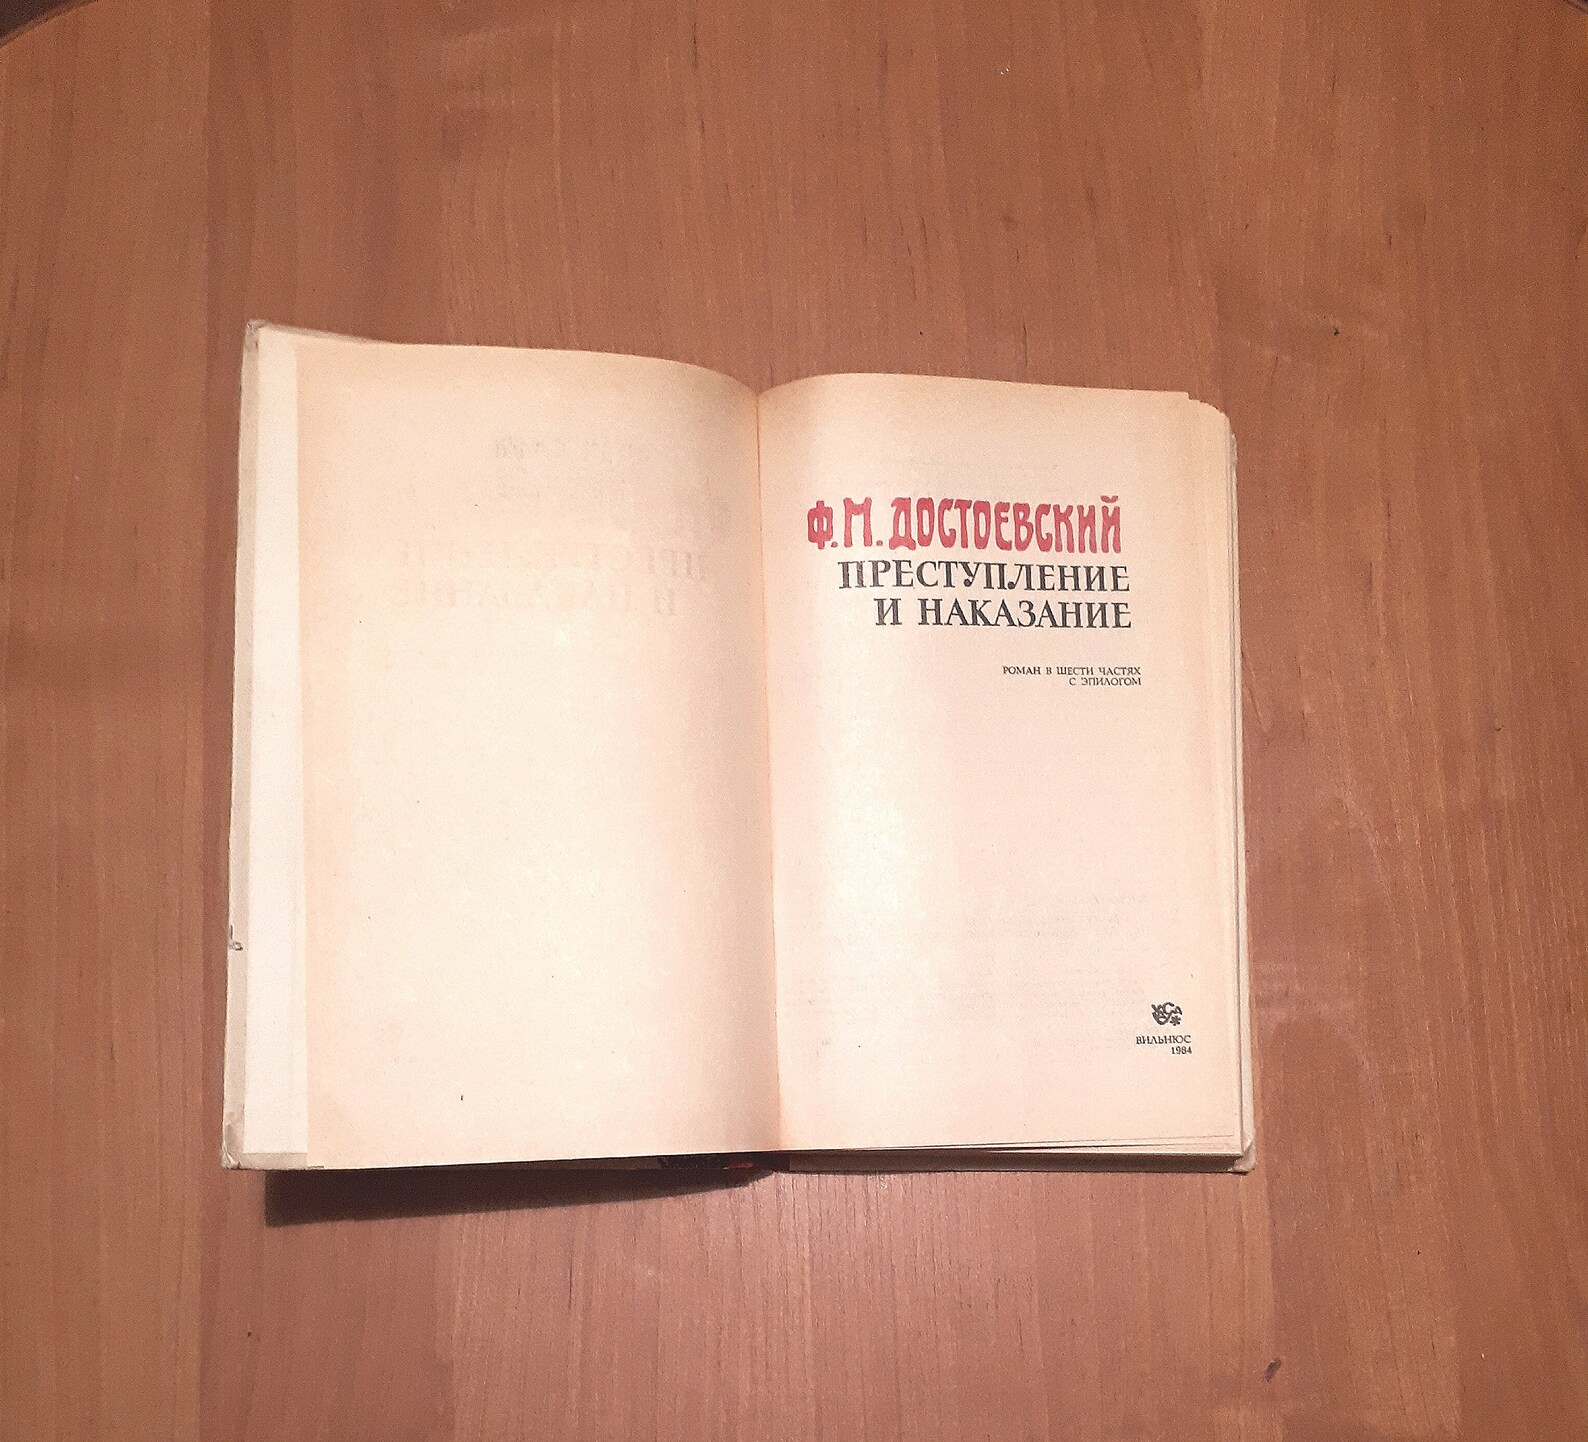 Ф.М. ДОСТОЕВСКИЙ
ПРЕСТУПЛЕНИЕ
И НАКАЗАНИЕ
РОМАН В ШЕСТИ ЧАСТЯХ
С ЭПИЛОГОМ
ВИЛЬНЮС
1984